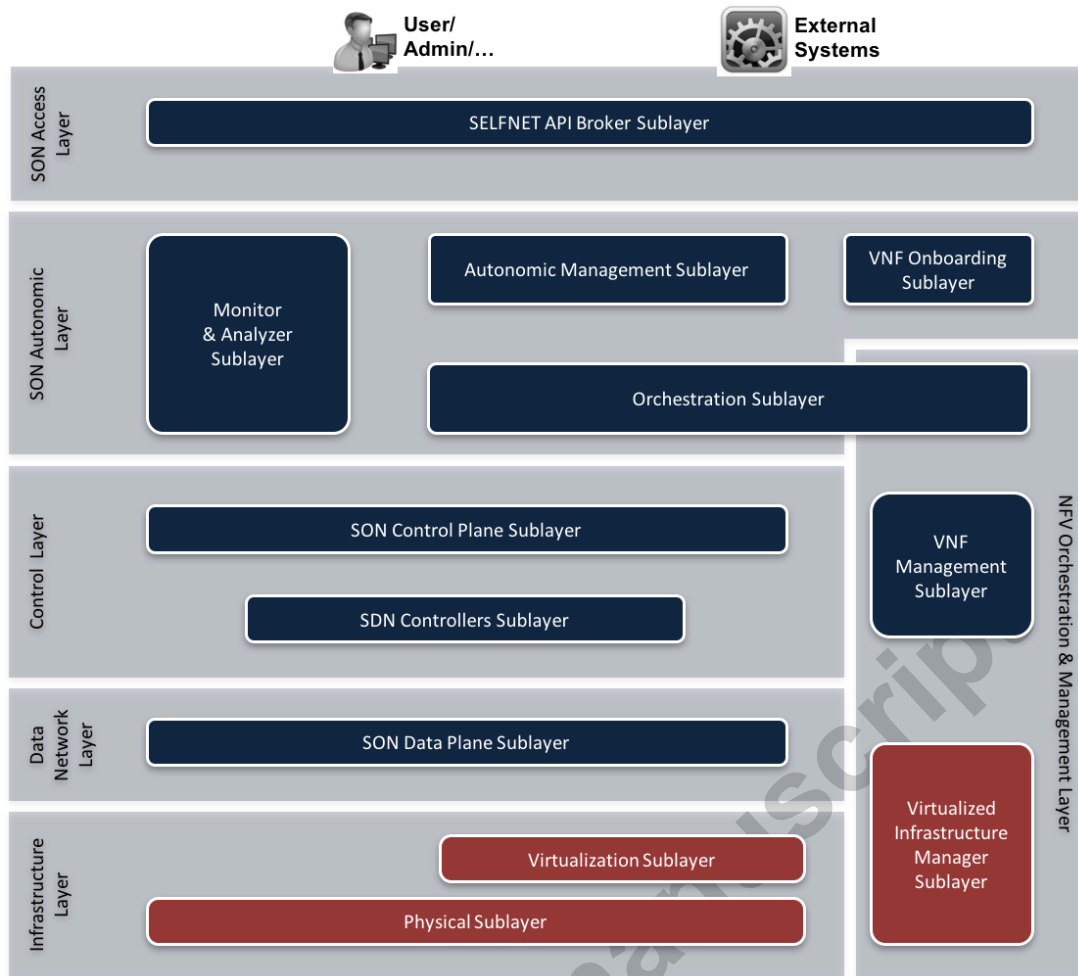 User/
Admin/...
External
Systems
SON Access
Layer
SELFNET API Broker Sublayer
SON Autonomic
Layer
Monitor
& Analyzer
Sublayer
Autonomic Management Sublayer
VNF Onboarding
Sublayer
Orchestration Sublayer
Control Layer
SON Control Plane Sublayer
SDN Controllers Sublayer
VNF
Management
Sublayer
NFV Orchestration & Management Layer
Data
Network
Layer
SON Data Plane Sublayer
Virtualized
Infrastructure
Manager
Sublayer
Infrastructure
Layer
Virtualization Sublayer
Physical Sublayer